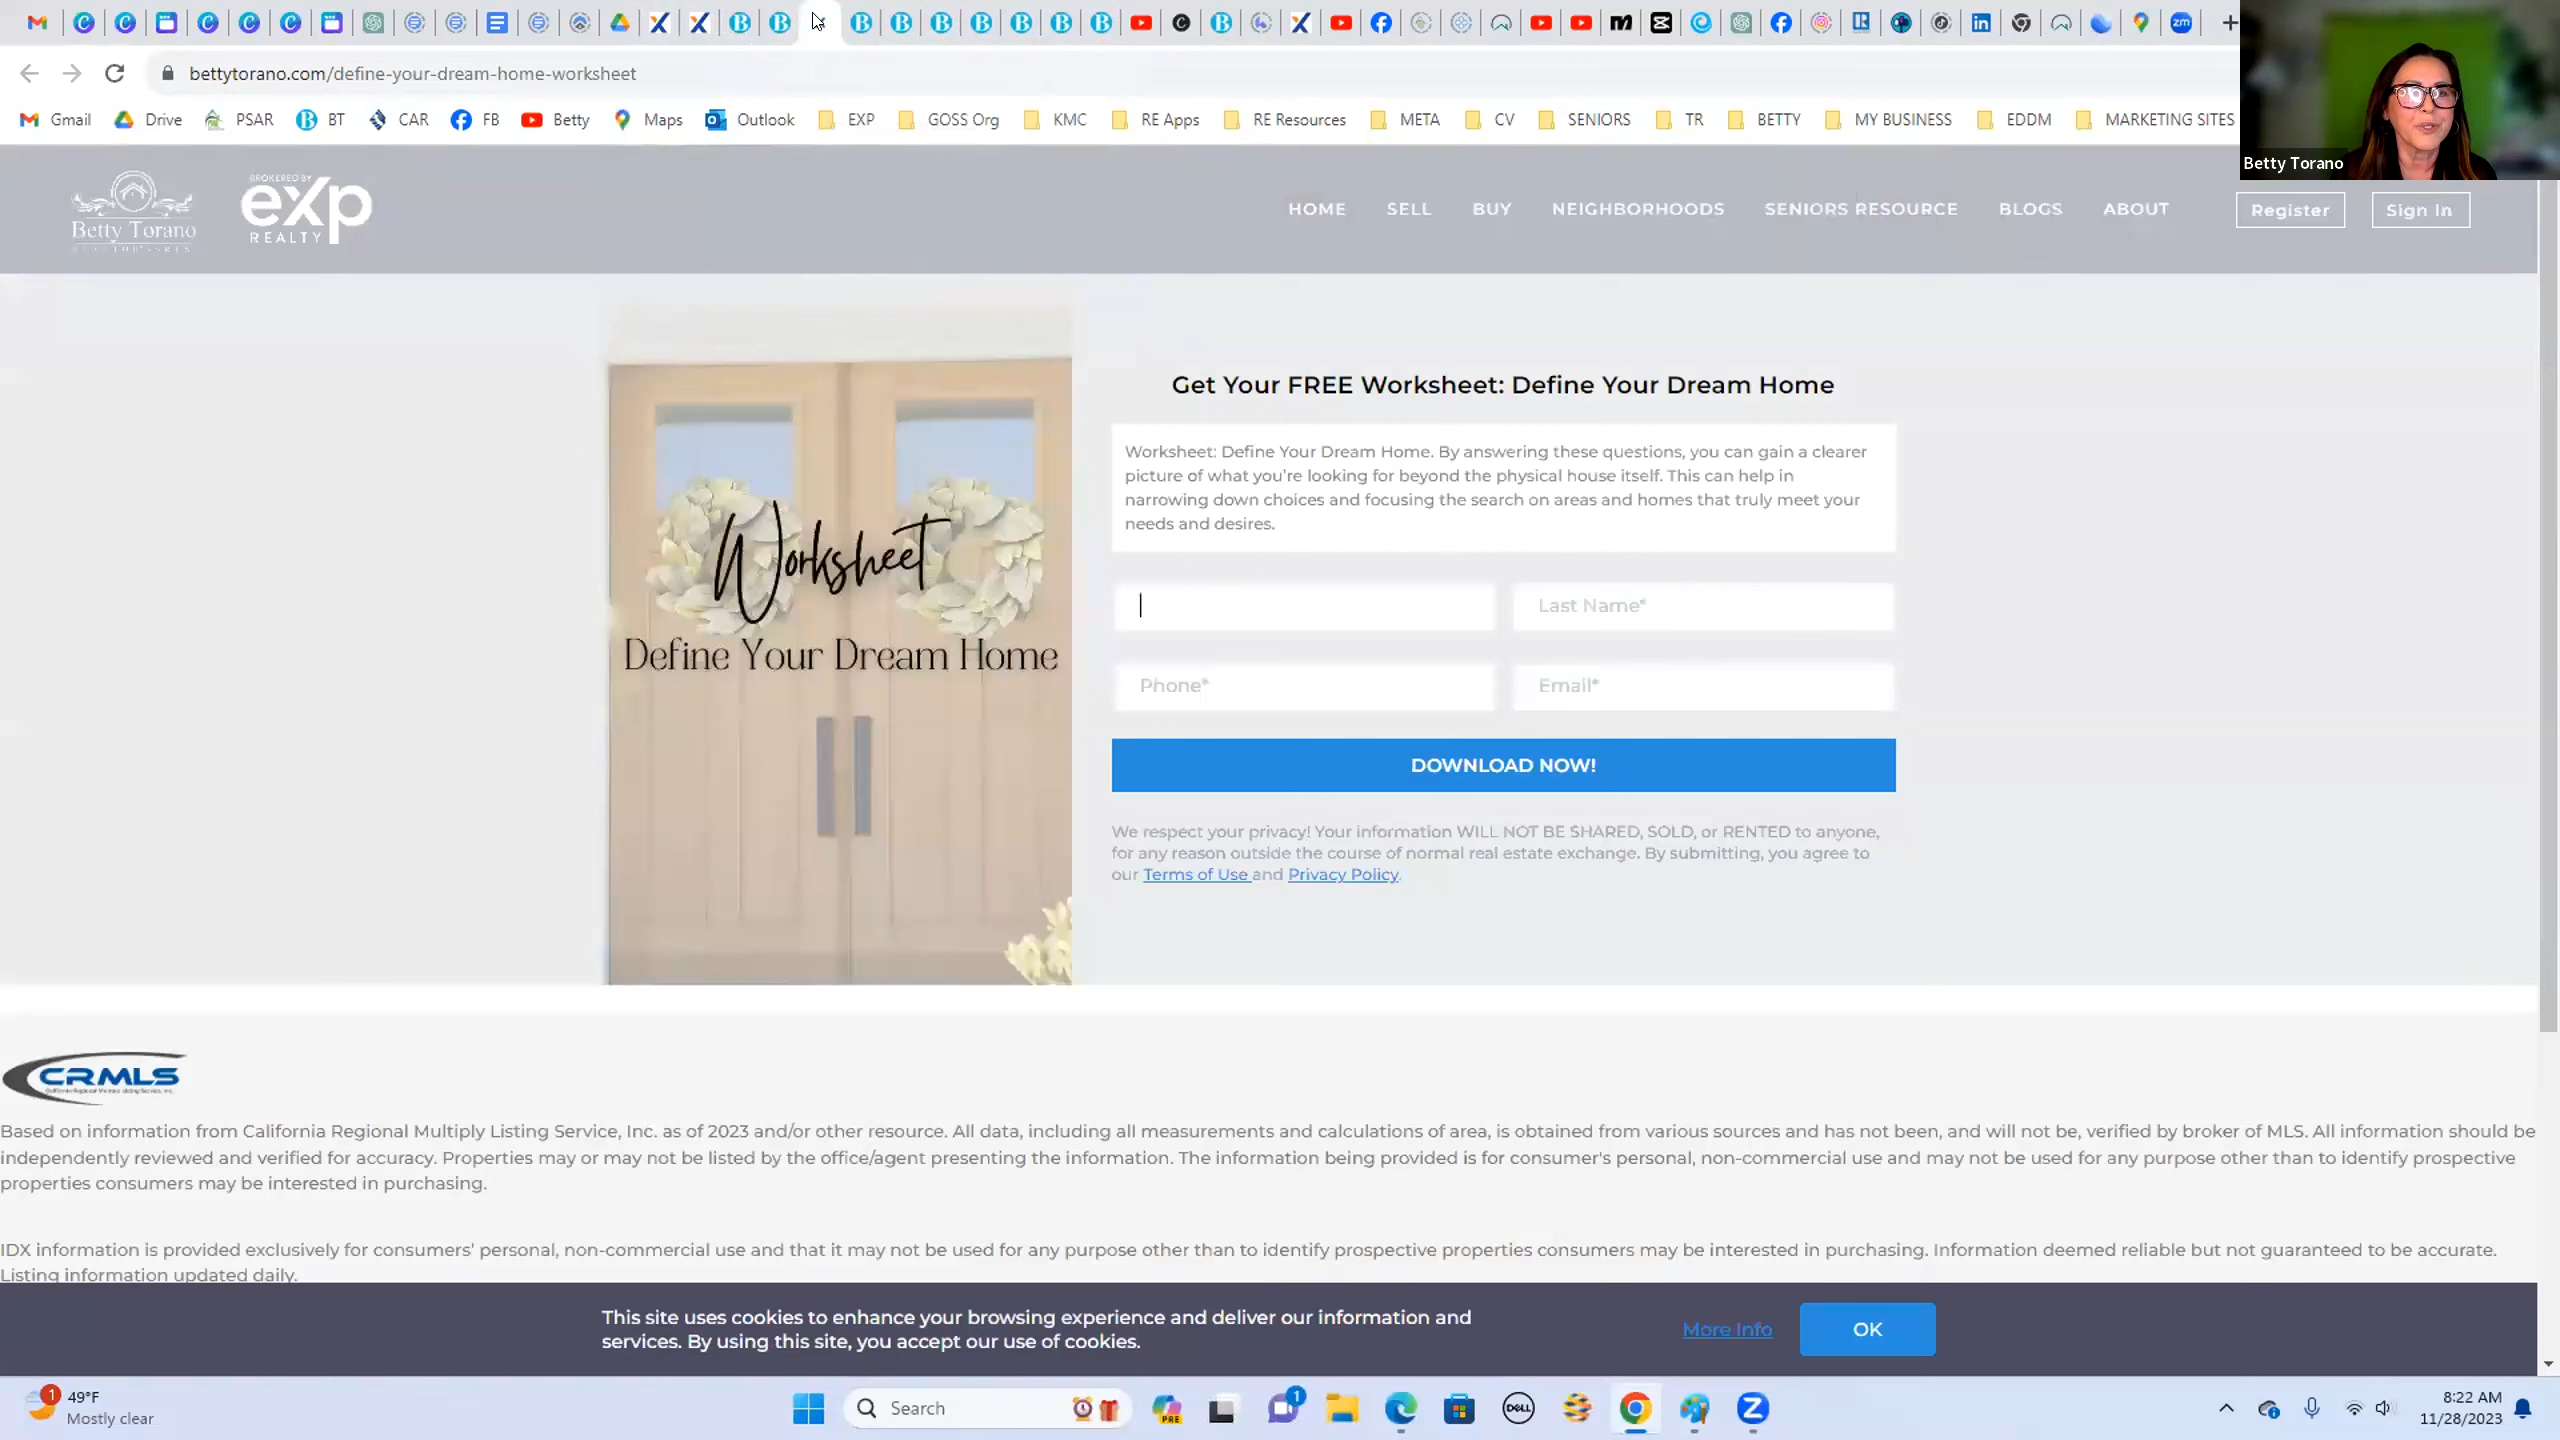 bettytorano.com/define-your-dream-home-worksheet
Gmail Drive PSAR BT CAR FB Betty Maps Outlook EXP GOSS Org KMC RE Apps RE Resources META CV SENIORS TR BETTY MY BUSINESS EDDM MARKETING SITES
Betty Torano
Betty Torano
BROKERED BY
eXp
REALTY
HOME SELL BUY NEIGHBORHOODS SENIORS RESOURCE BLOGS ABOUT Register Sign In
Worksheet
Define Your Dream Home
Get Your FREE Worksheet: Define Your Dream Home
Worksheet: Define Your Dream Home. By answering these questions, you can gain a clearer
picture of what you're looking for beyond the physical house itself. This can help in
narrowing down choices and focusing the search on areas and homes that truly meet your
needs and desires.
Last Name*
Phone* Email*
DOWNLOAD NOW!
We respect your privacy! Your information WILL NOT BE SHARED, SOLD, or RENTED to anyone,
for any reason outside the course of normal real estate exchange. By submitting, you agree to
our Terms of Use and Privacy Policy.
CRMLS
Based on information from California Regional Multiply Listing Service, Inc. as of 2023 and/or other resource. All data, including all measurements and calculations of area, is obtained from various sources and has not been, and will not be, verified by broker of MLS. All information should be
independently reviewed and verified for accuracy. Properties may or may not be listed by the office/agent presenting the information. The information being provided is for consumer's personal, non-commercial use and may not be used for any purpose other than to identify prospective
properties consumers may be interested in purchasing.
IDX information is provided exclusively for consumers' personal, non-commercial use and that it may not be used for any purpose other than to identify prospective properties consumers may be interested in purchasing. Information deemed reliable but not guaranteed to be accurate.
Listing information updated daily.
This site uses cookies to enhance your browsing experience and deliver our information and
services. By using this site, you accept our use of cookies.
More Info OK
1
49°F
Mostly clear
Search
PRE
1
DELL
8:22 AM
11/28/2023